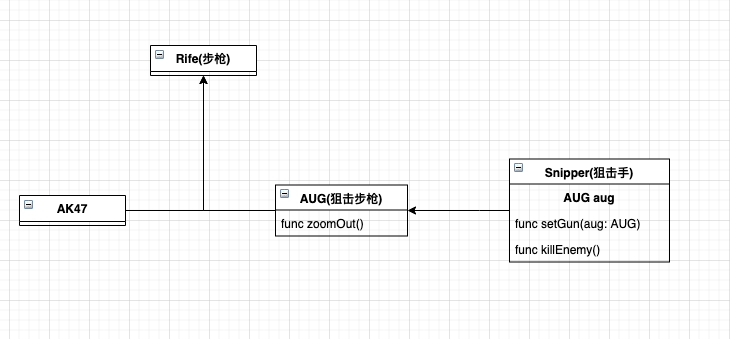 Rife(步枪)
AK47
AUG(狙击步枪)
func zoomOut()
Snipper(狙击手)
AUG aug
func setGun(aug: AUG)
func killEnemy()